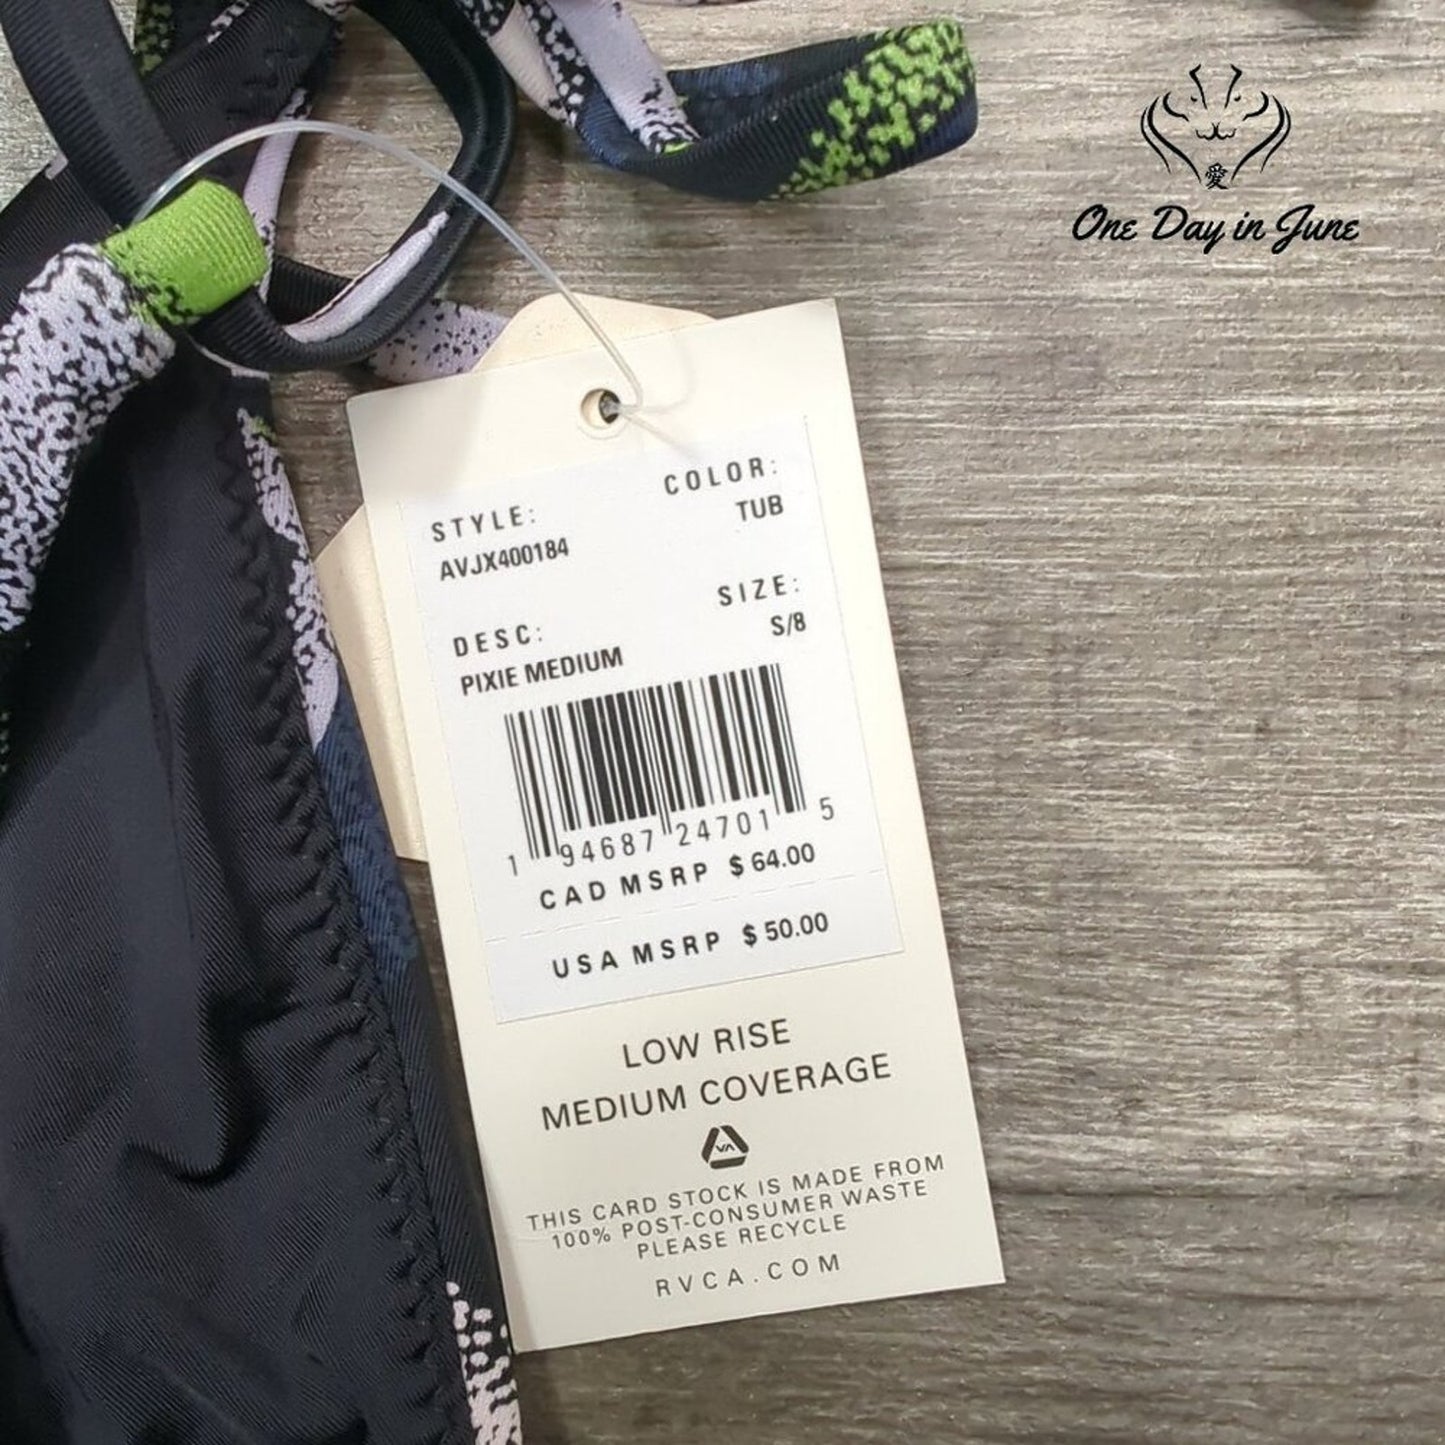 愛
One Day in June
STYLE:
AVJX400184
COLOR:
TUB
DESC:
PIXIE MEDIUM
SIZE:
S/8
1 94687 24701 5
CAD MSRP $ 64.00
USA MSRP $ 50.00
LOW RISE
MEDIUM COVERAGE
VA
THIS CARD STOCK IS MADE FROM
100% POST-CONSUMER WASTE
PLEASE RECYCLE
RVCA.COM